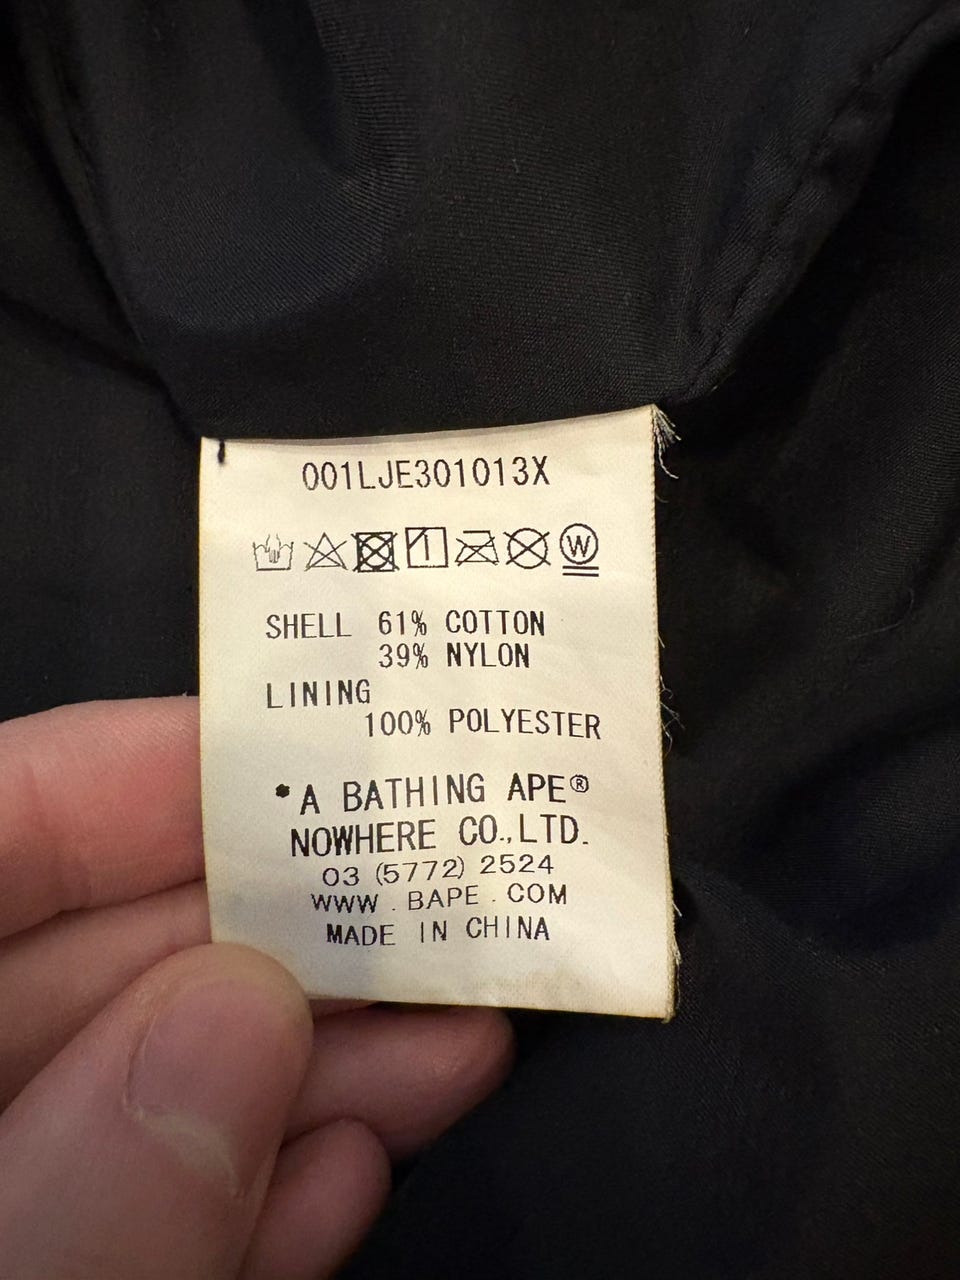 001LJE301013X
W
SHELL 61% COTTON
39% NYLON
LINING
100% POLYESTER
*A BATHING APE®
NOWHERE CO.,LTD.
03 (5772) 2524
WWW.BAPE.COM
MADE IN CHINA